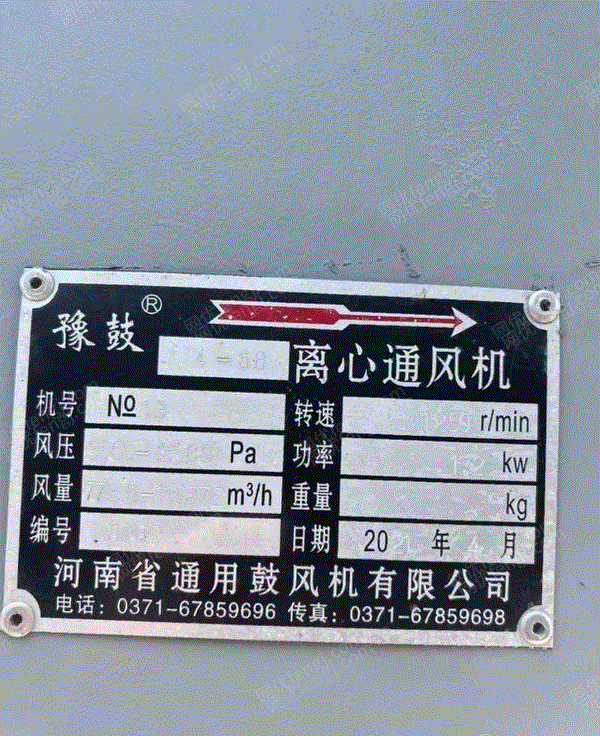 豫鼓®
离心通风机
机号 №
转速 r/min
风压 Pa
功率 kw
风量 m³/h
重量 kg
编号
日期 20 年 月
河南省通用鼓风机有限公司
电话：0371-67859696 传真：0371-67859698